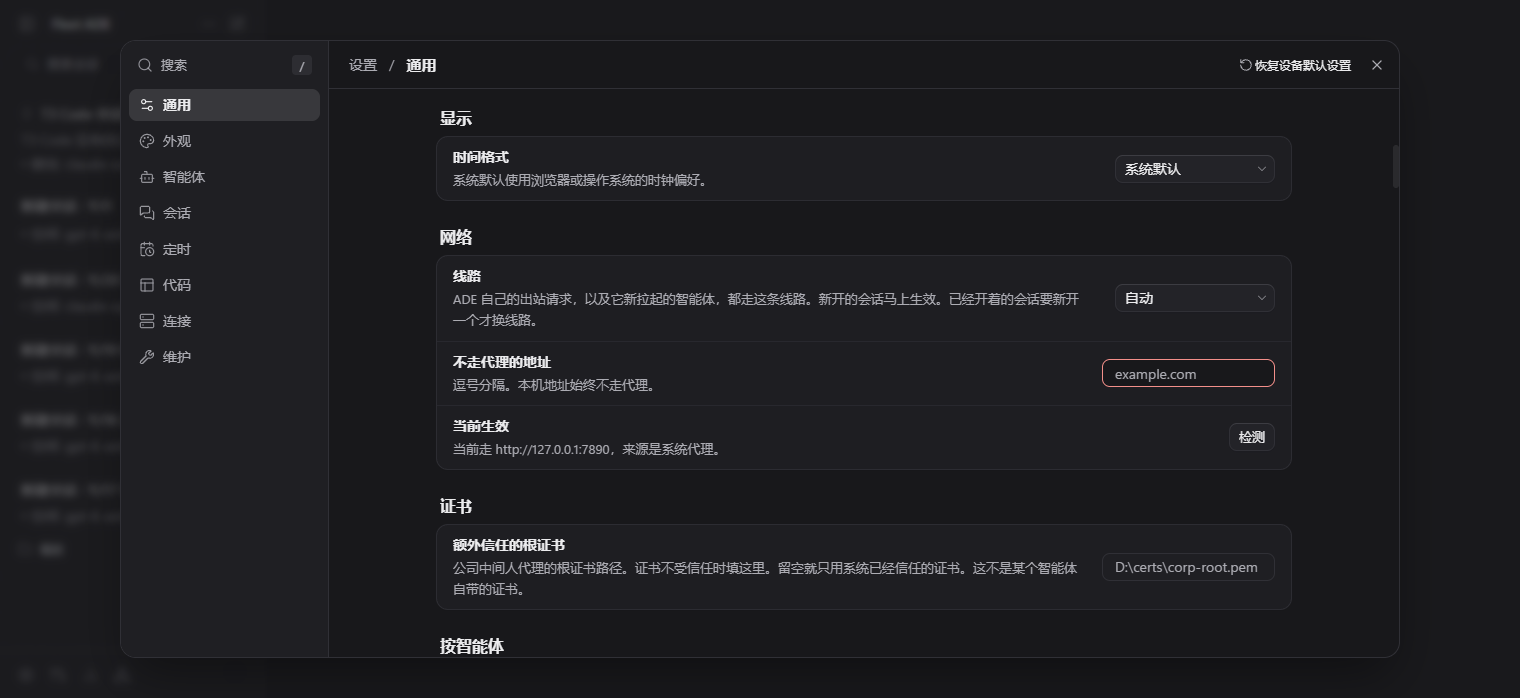 搜索 /
通用
外观
智能体
会话
定时
代码
连接
维护
设置 / 通用
恢复设备默认设置
显示
时间格式
系统默认使用浏览器或操作系统的时钟偏好。
系统默认
网络
线路
ADE 自己的出站请求，以及它新拉起的智能体，都走这条线路。新开的会话马上生效。已经开着的会话要新开
一个才换线路。
自动
不走代理的地址
逗号分隔。本机地址始终不走代理。
example.com
当前生效
当前走 http://127.0.0.1:7890，来源是系统代理。
检测
证书
额外信任的根证书
公司中间人代理的根证书路径。证书不受信任时填这里。留空就只用系统已经信任的证书。这不是某个智能体
自带的证书。
D:\certs\corp-root.pem
按智能体